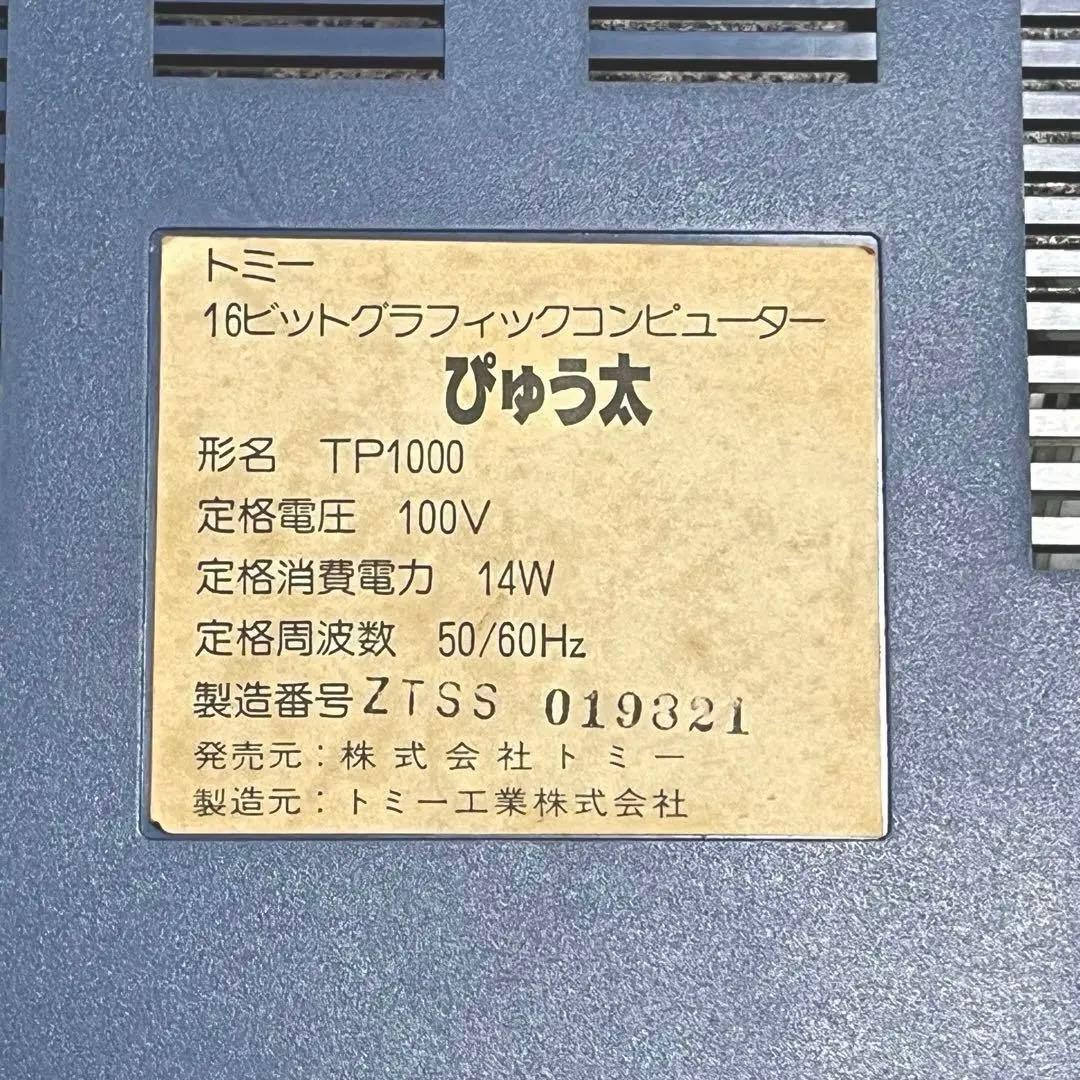 トミー
16ビットグラフィックコンピューター
ぴゅう太
形名 TP1000
定格電圧 100V
定格消費電力 14W
定格周波数 50/60Hz
製造番号 ZTSS 019321
発売元：株式会社トミー
製造元：トミー工業株式会社